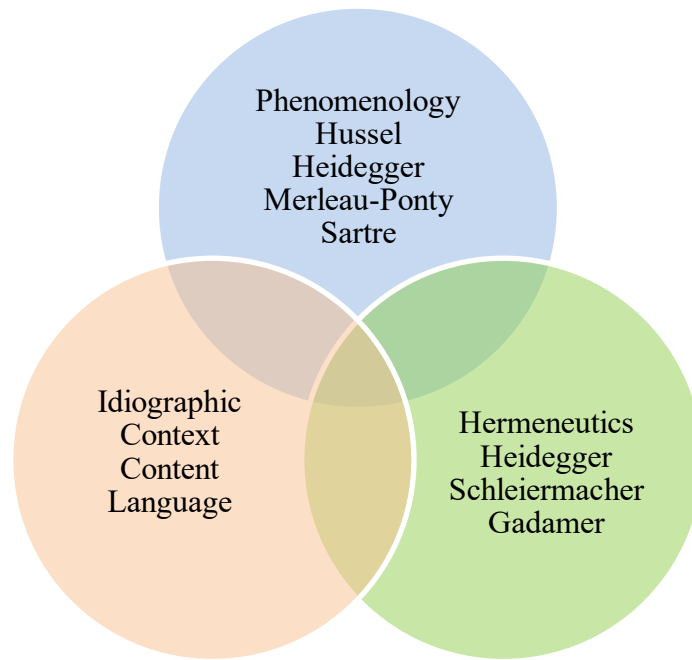 Phenomenology
Hussel
Heidegger
Merleau-Ponty
Sartre
Idiographic
Context
Content
Language
Hermeneutics
Heidegger
Schleiermacher
Gadamer